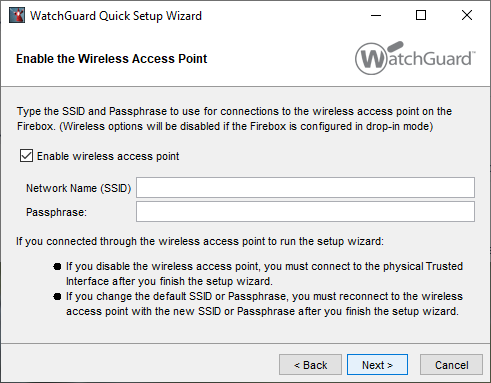 WatchGuard Quick Setup Wizard
Enable the Wireless Access Point
WatchGuard
Type the SSID and Passphrase to use for connections to the wireless access point on the
Firebox. (Wireless options will be disabled if the Firebox is configured in drop-in mode)
Enable wireless access point
Network Name (SSID)
Passphrase:
If you connected through the wireless access point to run the setup wizard:
● If you disable the wireless access point, you must connect to the physical Trusted
Interface after you finish the setup wizard.
● If you change the default SSID or Passphrase, you must reconnect to the wireless
access point with the new SSID or Passphrase after you finish the setup wizard.
< Back Next > Cancel